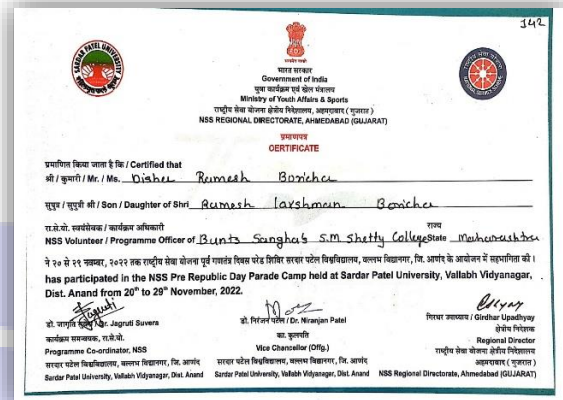 142
SARDAR PATEL UNIVERSITY
भारत सरकार
Government of India
युवा कार्यक्रम एवं खेल मंत्रालय
Ministry of Youth Affairs & Sports
राष्ट्रीय सेवा योजना क्षेत्रीय निदेशालय, अहमदाबाद ( गुजरात )
NSS REGIONAL DIRECTORATE, AHMEDABAD (GUJARAT)
प्रमाणपत्र
CERTIFICATE
प्रमाणित किया जाता है कि / Certified that
श्री / कुमारी / Mr. / Ms. Disha Ramesh Boricha
सुपुत्र / सुपुत्री श्री / Son / Daughter of Shri Ramesh laxshman Boricha
रा.से.यो. स्वयंसेवक / कार्यक्रम अधिकारी राज्य
NSS Volunteer / Programme Officer of Bunts Sangha's S.M Shetty College State Maharashtra
ने २० से २९ नवम्बर, २०२२ तक राष्ट्रीय सेवा योजना पूर्व गणतंत्र दिवस परेड शिविर सरदार पटेल विश्वविद्यालय, वल्लभ विद्यानगर, जि. आणंद के आयोजन में सहभागिता की।
has participated in the NSS Pre Republic Day Parade Camp held at Sardar Patel University, Vallabh Vidyanagar,
Dist. Anand from 20th to 29th November, 2022.
डॉ. जागृति Dr. Jagruti Suvera डॉ. निरंजन पटेल / Dr. Niranjan Patel गिरधर उपाध्याय / Girdhar Upadhyay
कार्यक्रम समन्वयक, रा.से.यो. का. कुलपति क्षेत्रीय निदेशक
Programme Co-ordinator, NSS Vice Chancellor (Offg.) Regional Director
सरदार पटेल विश्वविद्यालय, वल्लभ विद्यानगर, जि. आणंद सरदार पटेल विश्वविद्यालय, वल्लभ विद्यानगर, जि. आणंद राष्ट्रीय सेवा योजना क्षेत्रीय निदेशालय
अहमदाबाद ( गुजरात )
Sardar Patel University, Vallabh Vidyanagar, Dist. Anand Sardar Patel University, Vallabh Vidyanagar, Dist. Anand NSS Regional Directorate, Ahmedabad (GUJARAT)